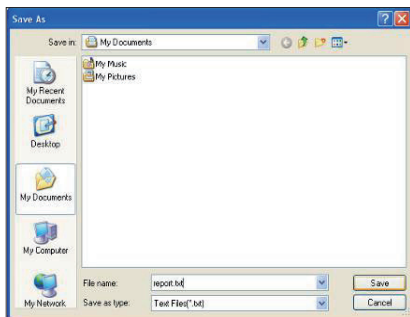 Save As
Save in: My Documents
My Recent Documents
Desktop
My Documents
My Computer
My Network
My Music
My Pictures
File name: report.txt
Save
Save as type: Text Files(*.txt)
Cancel